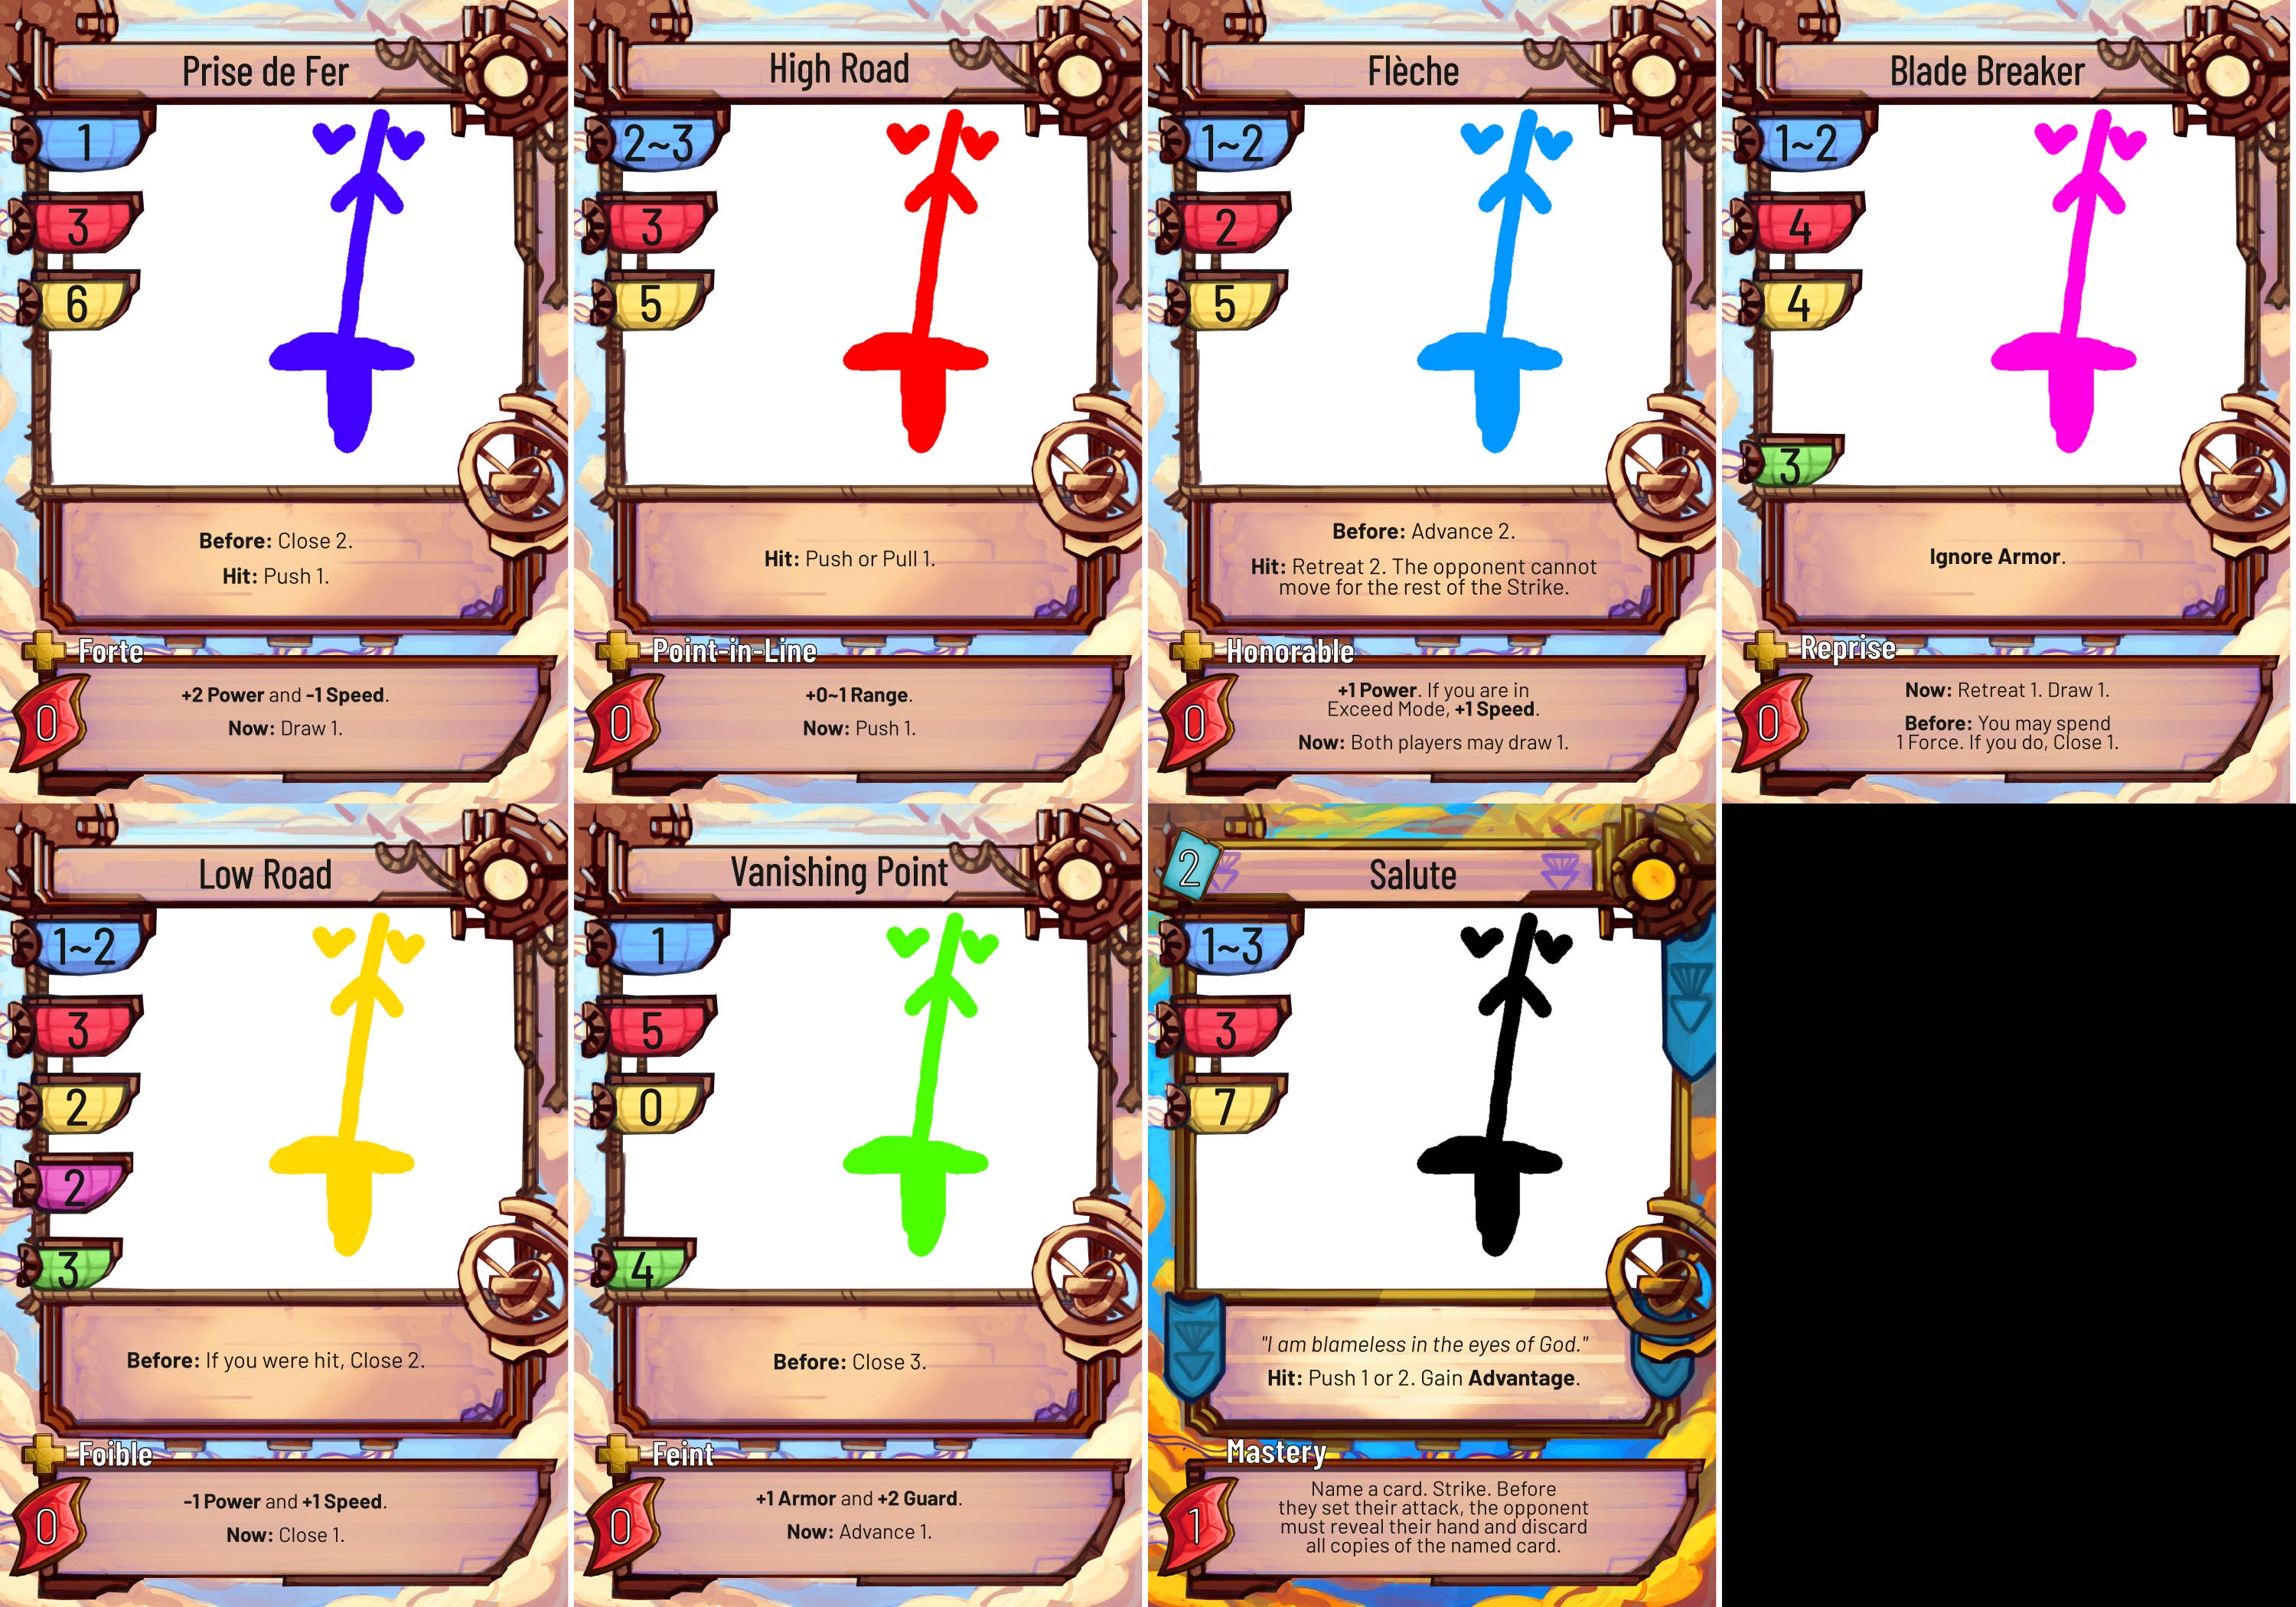 Prise de Fer
1
3
6
Before: Close 2.
Hit: Push 1.
Forte
0
+2 Power and -1 Speed.
Now: Draw 1.
High Road
2~3
3
5
Hit: Push or Pull 1.
Point-in-Line
0
+0~1 Range.
Now: Push 1.
Flèche
1~2
2
5
Before: Advance 2.
Hit: Retreat 2. The opponent cannot
move for the rest of the Strike.
Honorable
0
+1 Power. If you are in
Exceed Mode, +1 Speed.
Now: Both players may draw 1.
Blade Breaker
1~2
4
4
3
Ignore Armor.
Reprise
0
Now: Retreat 1. Draw 1.
Before: You may spend
1 Force. If you do, Close 1.
Low Road
1~2
3
2
2
3
Before: If you were hit, Close 2.
Foible
0
-1 Power and +1 Speed.
Now: Close 1.
Vanishing Point
1
5
0
4
Before: Close 3.
Feint
0
+1 Armor and +2 Guard.
Now: Advance 1.
2
Salute
1~3
3
7
"I am blameless in the eyes of God."
Hit: Push 1 or 2. Gain Advantage.
Mastery
1
Name a card. Strike. Before
they set their attack, the opponent
must reveal their hand and discard
all copies of the named card.